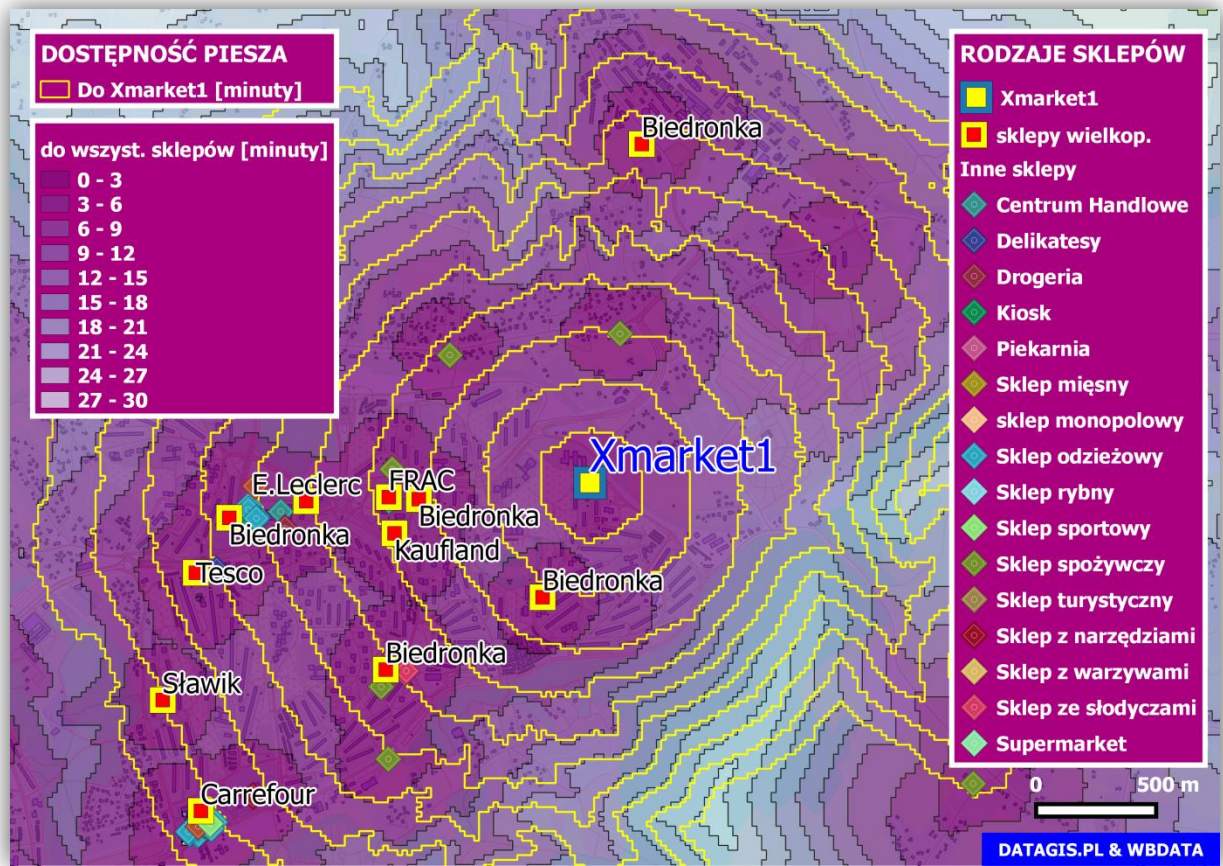 DOSTĘPNOŚĆ PIESZA
Do Xmarket1 [minuty]
do wszyst. sklepów [minuty]
0 - 3
3 - 6
6 - 9
9 - 12
12 - 15
15 - 18
18 - 21
21 - 24
24 - 27
27 - 30
Biedronka
Xmarket1
E.Leclerc
FRAC
Biedronka
Biedronka
Kaufland
Tesco
Biedronka
Biedronka
Sławik
Carrefour
RODZAJE SKLEPÓW
Xmarket1
sklepy wielkop.
Inne sklepy
Centrum Handlowe
Delikatesy
Drogeria
Kiosk
Piekarnia
Sklep mięsny
sklep monopolowy
Sklep odzieżowy
Sklep rybny
Sklep sportowy
Sklep spożywczy
Sklep turystyczny
Sklep z narzędziami
Sklep z warzywami
Sklep ze słodyczami
Supermarket
0 500 m
DATAGIS.PL & WBDATA